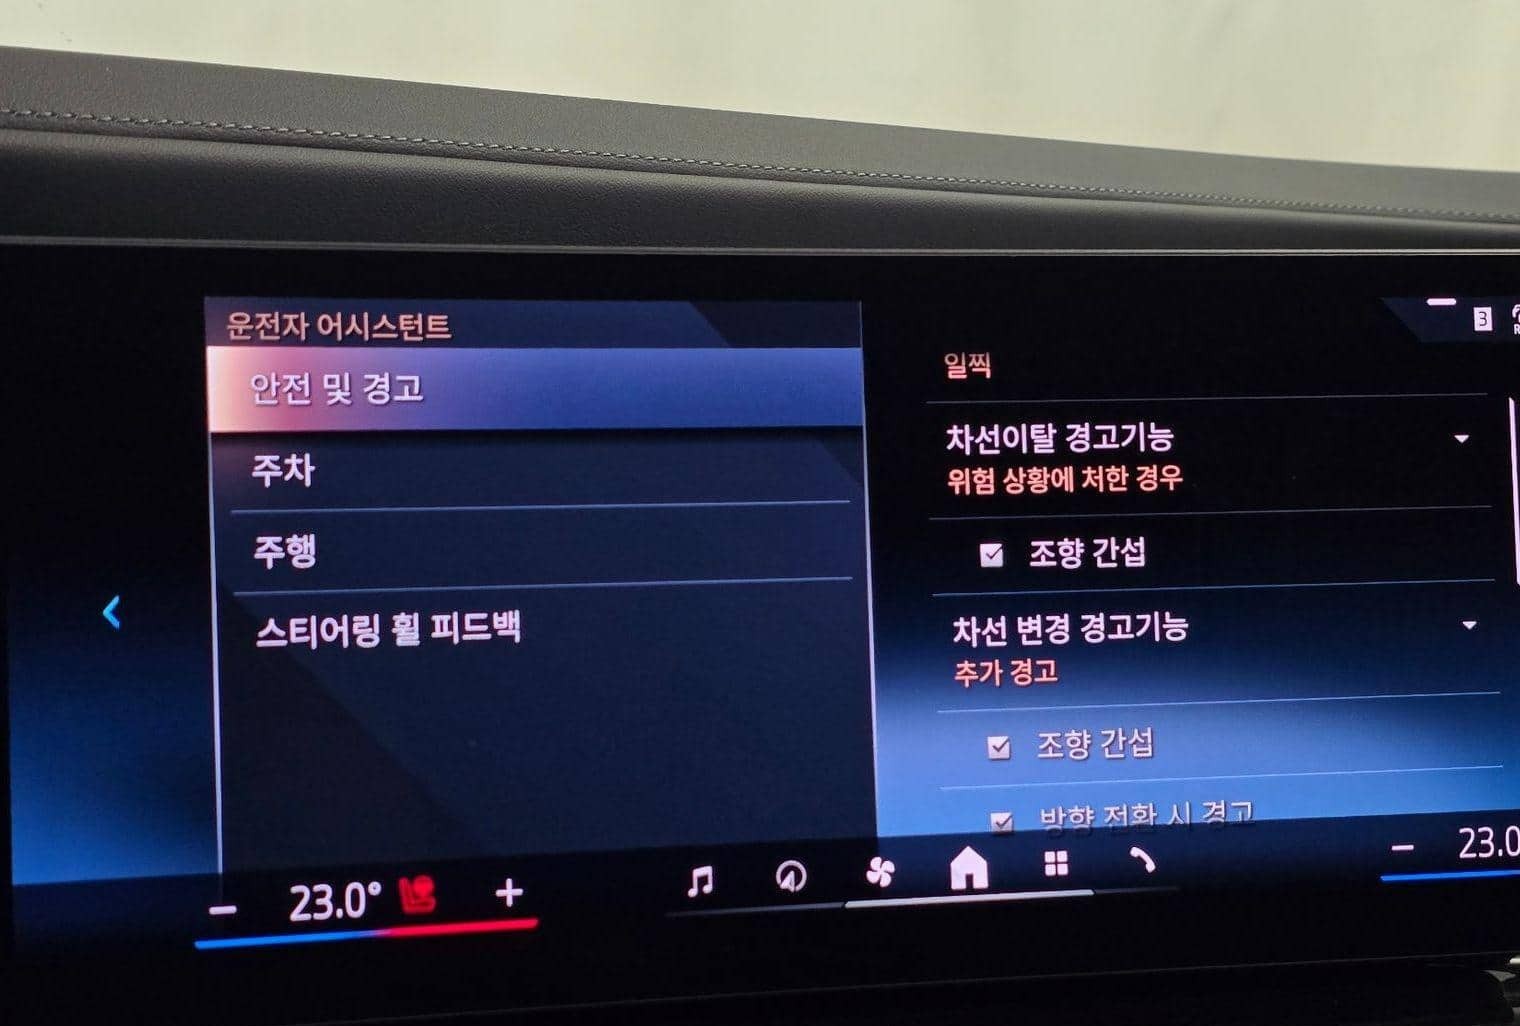 운전자 어시스턴트
안전 및 경고
주차
주행
스티어링 휠 피드백
일찍
차선이탈 경고기능
위험 상황에 처한 경우
조향 간섭
차선 변경 경고기능
추가 경고
조향 간섭
방향 전환 시 경고
3
R
- 23.0° +
- 23.0